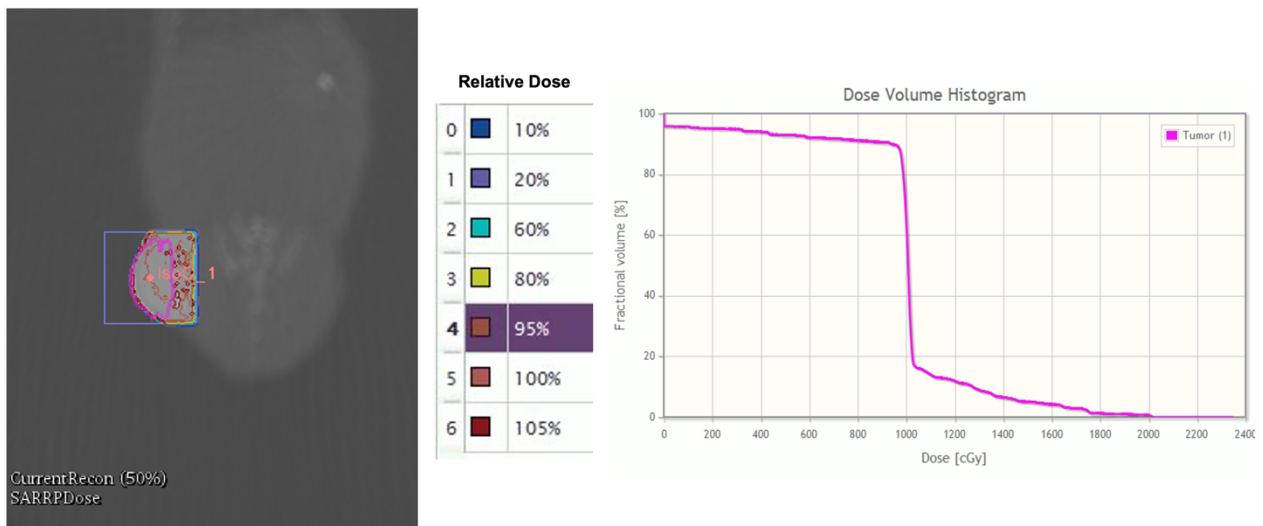 Iso
_1
CurrentRecon (50%)
SARRPDose
Relative Dose
0 10%
1 20%
2 60%
3 80%
4 95%
5 100%
6 105%
Dose Volume Histogram
Tumor (1)
Fractional volume [%]
100
80
60
40
20
0
0 200 400 600 800 1000 1200 1400 1600 1800 2000 2200 2400
Dose [cGy]